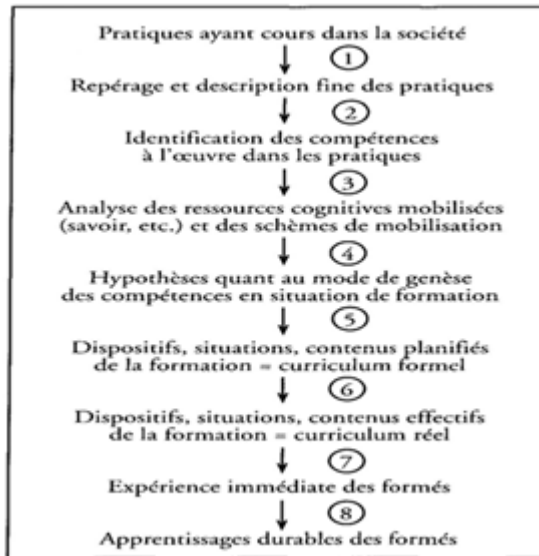 Pratiques ayant cours dans la société
↓ ①
Repérage et description fine des pratiques
↓ ②
Identification des compétences
à l'œuvre dans les pratiques
↓ ③
Analyse des ressources cognitives mobilisées
(savoir, etc.) et des schèmes de mobilisation
↓ ④
Hypothèses quant au mode de genèse
des compétences en situation de formation
↓ ⑤
Dispositifs, situations, contenus planifiés
de la formation = curriculum formel
↓ ⑥
Dispositifs, situations, contenus effectifs
de la formation = curriculum réel
↓ ⑦
Expérience immédiate des formés
↓ ⑧
Apprentissages durables des formés